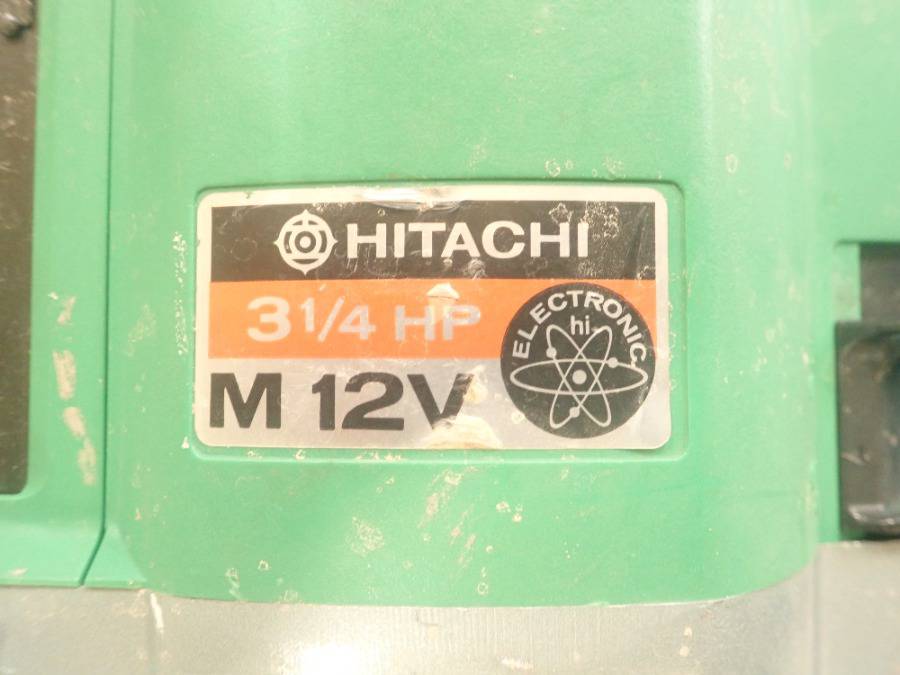 HITACHI
3 1/4 HP
M 12V
ELECTRONIC
hi